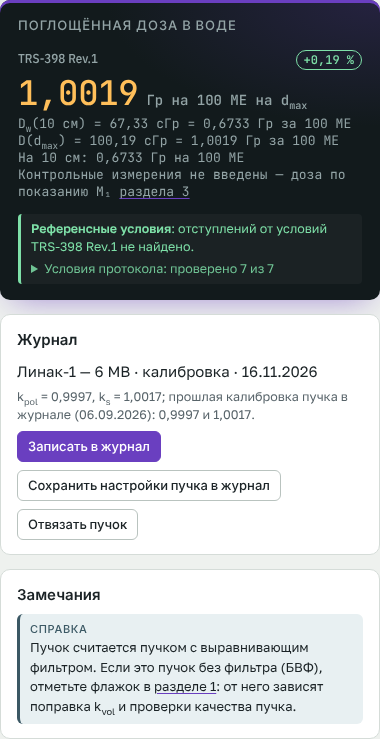 ПОГЛОЩЁННАЯ ДОЗА В ВОДЕ
TRS-398 Rev.1
+0,19 %
1,0019 Гр на 100 МЕ на dmax
Dw(10 см) = 67,33 сГр = 0,6733 Гр за 100 МЕ
D(dmax) = 100,19 сГр = 1,0019 Гр за 100 МЕ
На 10 см: 0,6733 Гр на 100 МЕ
Контрольные измерения не введены — доза по
показанию M₁ раздела 3
Референсные условия: отступлений от условий
TRS-398 Rev.1 не найдено.
▶ Условия протокола: проверено 7 из 7
Журнал
Линак-1 — 6 МВ · калибровка · 16.11.2026
kpol = 0,9997, ks = 1,0017; прошлая калибровка пучка в
журнале (06.09.2026): 0,9997 и 1,0017.
Записать в журнал
Сохранить настройки пучка в журнал
Отвязать пучок
Замечания
СПРАВКА
Пучок считается пучком с выравнивающим
фильтром. Если это пучок без фильтра (БВФ),
отметьте флажок в разделе 1: от него зависят
поправка kvol и проверки качества пучка.